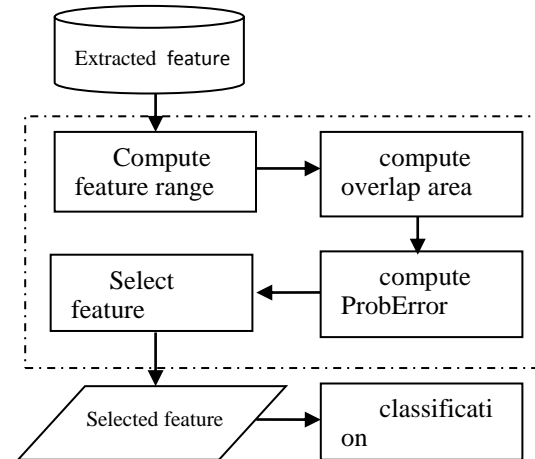 Extracted feature
Compute
feature range
compute
overlap area
Select
feature
compute
ProbError
Selected feature
classificati
on